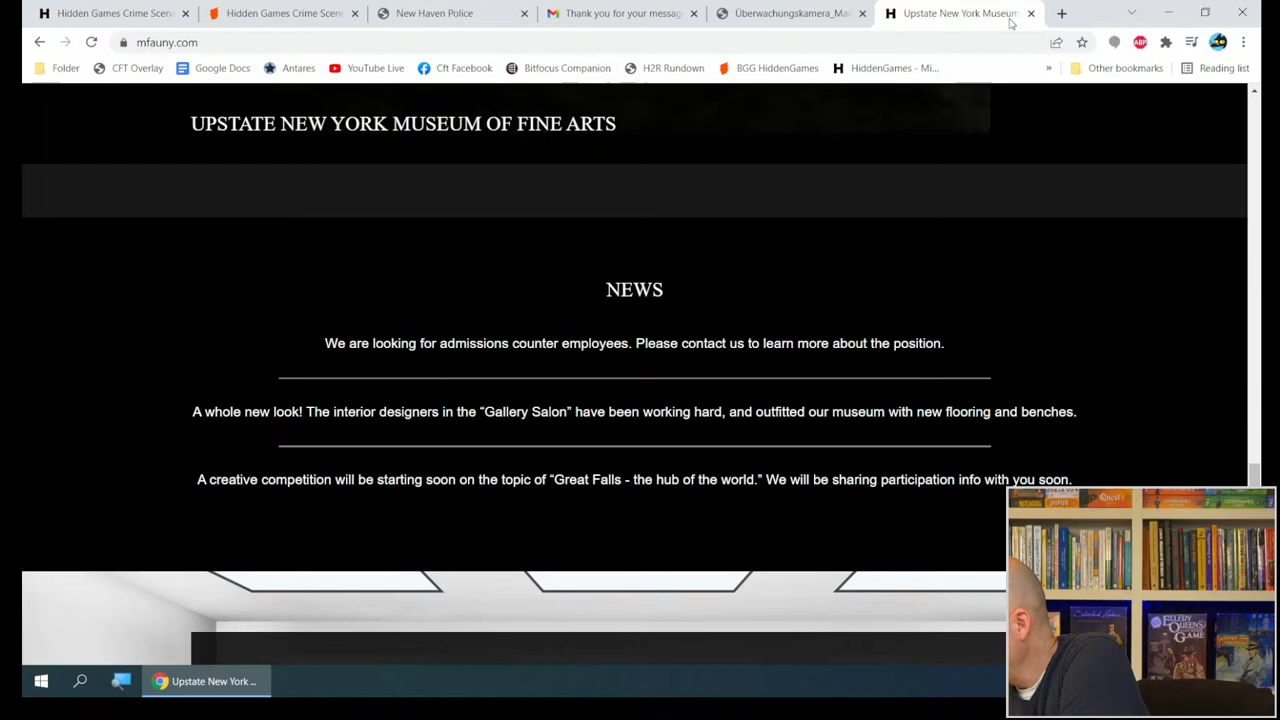 Hidden Games Crime Scene
Hidden Games Crime Scene
New Haven Police
Thank you for your messag
Überwachungskamera_Mai
Upstate New York Museum
mfauny.com
Folder
CFT Overlay
Google Docs
Antares
YouTube Live
Cft Facebook
Bitfocus Companion
H2R Rundown
BGG HiddenGames
HiddenGames - Mi...
»
Other bookmarks
Reading list
UPSTATE NEW YORK MUSEUM OF FINE ARTS
NEWS
We are looking for admissions counter employees. Please contact us to learn more about the position.
A whole new look! The interior designers in the “Gallery Salon” have been working hard, and outfitted our museum with new flooring and benches.
A creative competition will be starting soon on the topic of “Great Falls - the hub of the world.” We will be sharing participation info with you soon.
ELLERY
QUEEN'S
GAME
Upstate New York ...